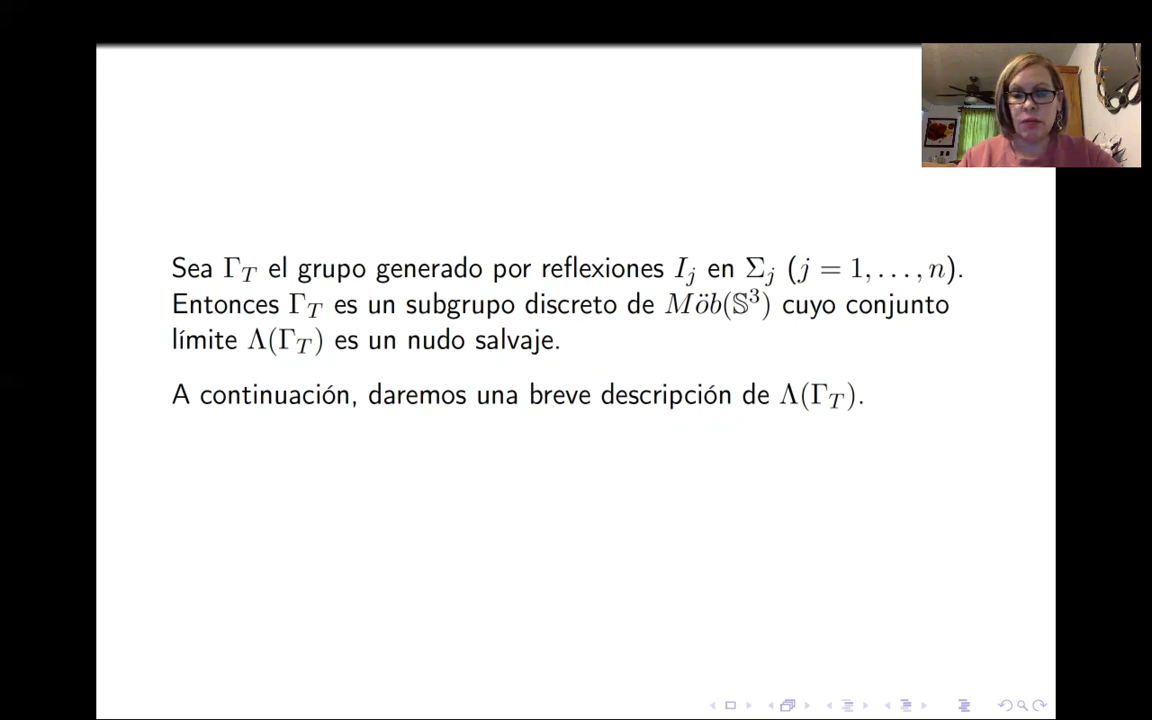 Sea Γ_T el grupo generado por reflexiones I_j en Σ_j (j = 1, . . . , n).
Entonces Γ_T es un subgrupo discreto de Möb(𝕊³) cuyo conjunto
límite Λ(Γ_T) es un nudo salvaje.
A continuación, daremos una breve descripción de Λ(Γ_T).